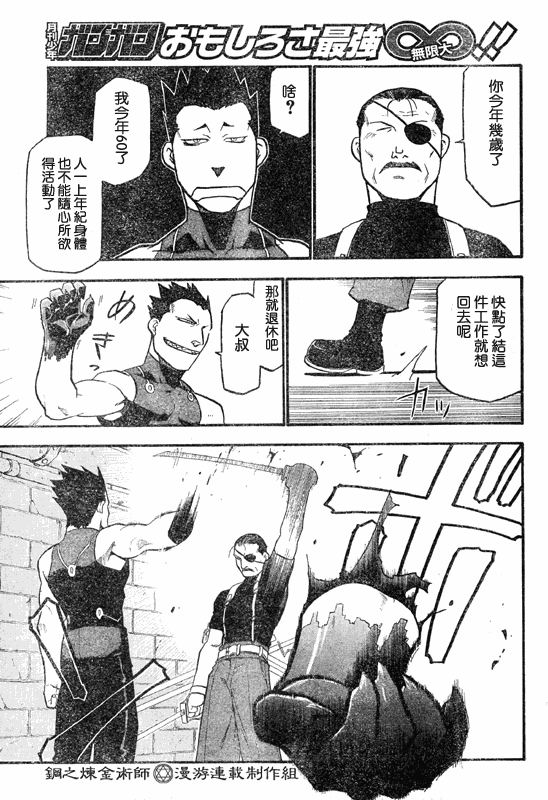 月刊少年
ガンガン
おもしろさ最強
無限大
!!
你今年幾歲了
啥？
我今年60了
人一上年紀身體
也不能隨心所欲
得活動了
快點了結這
件工作就想
回去呢
カッ
那就退休吧
大叔
めきっ
鋼之煉金術師
漫游連載制作組